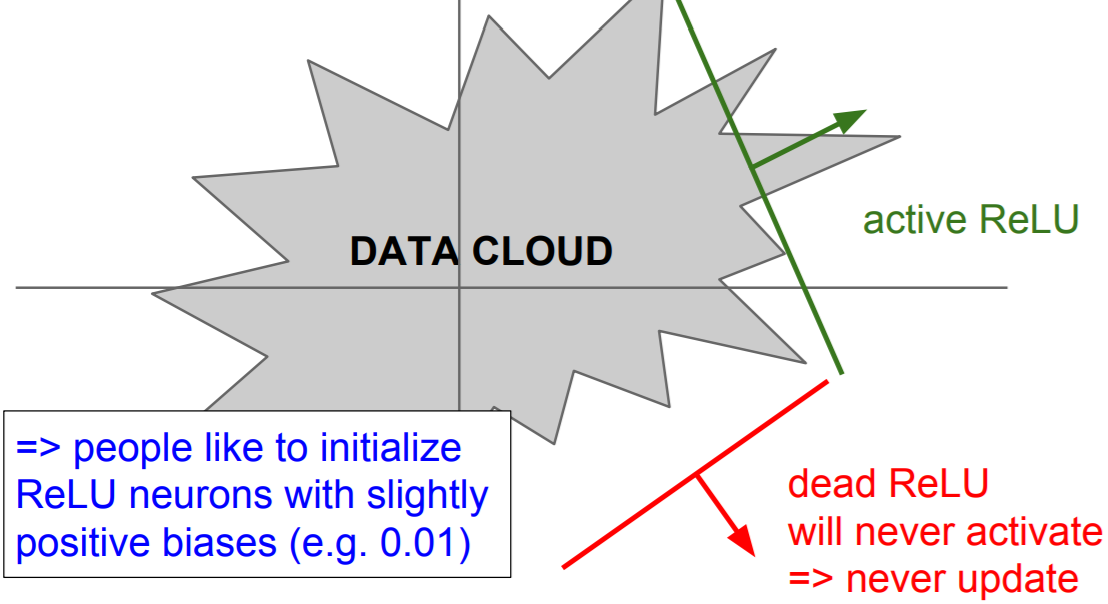 DATA CLOUD
active ReLU
=> people like to initialize
ReLU neurons with slightly
positive biases (e.g. 0.01)
dead ReLU
will never activate
=> never update